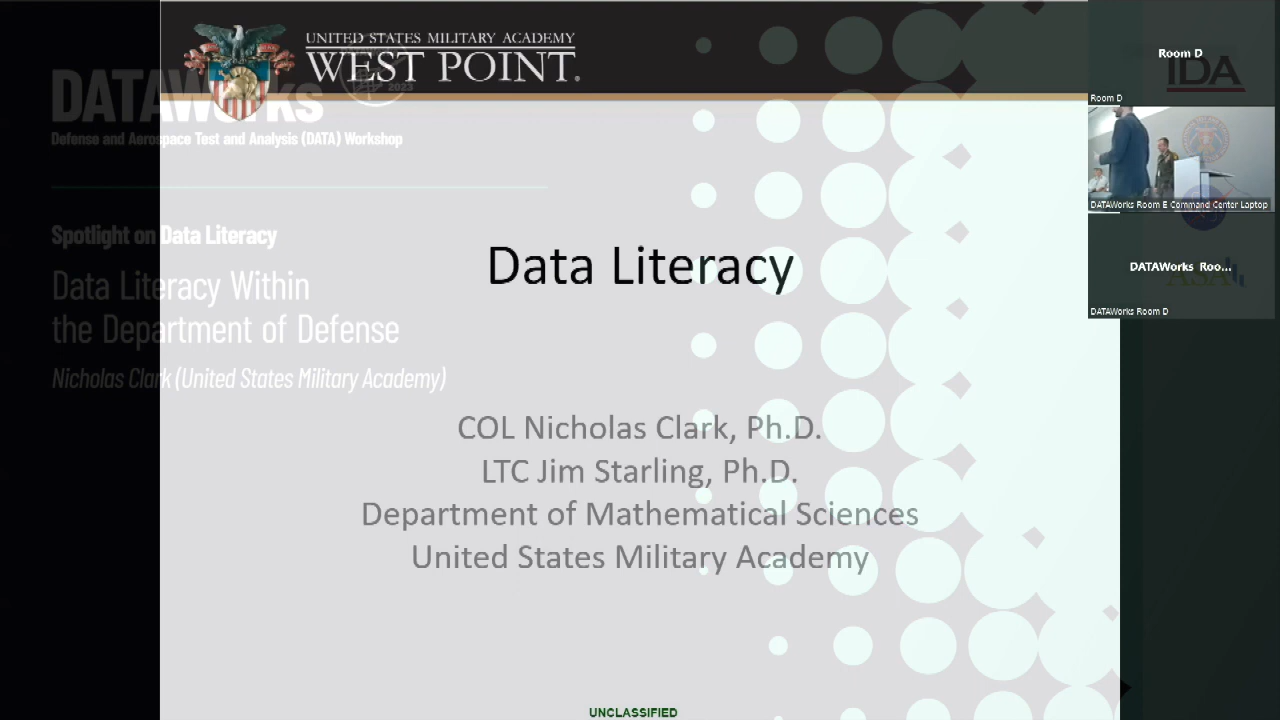 UNITED STATES MILITARY ACADEMY
WEST POINT.
2023
DATAWorks
Defense and Aerospace Test and Analysis (DATA) Workshop
Spotlight on Data Literacy
Data Literacy Within
the Department of Defense
Nicholas Clark (United States Military Academy)
Data Literacy
COL Nicholas Clark, Ph.D.
LTC Jim Starling, Ph.D.
Department of Mathematical Sciences
United States Military Academy
UNCLASSIFIED
Room D
IDA
Room D
DATAWorks Room E Command Center Laptop
DATAWorks Roo...
ASA
DATAWorks Room D